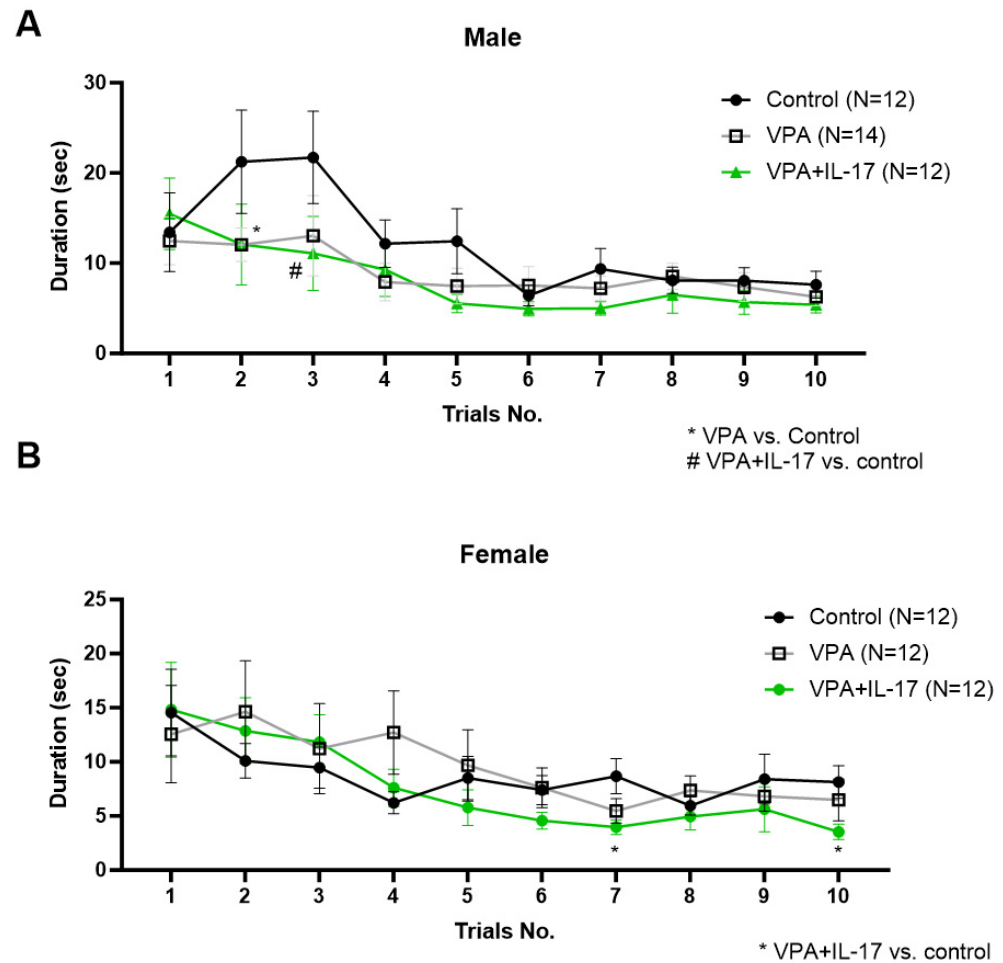 A
Male
30
20
10
0
Duration (sec)
Control (N=12)
VPA (N=14)
VPA+IL-17 (N=12)
*
#
1 2 3 4 5 6 7 8 9 10
Trials No.
* VPA vs. Control
# VPA+IL-17 vs. control
B
Female
25
20
15
10
5
0
Duration (sec)
Control (N=12)
VPA (N=12)
VPA+IL-17 (N=12)
* *
1 2 3 4 5 6 7 8 9 10
Trials No.
* VPA+IL-17 vs. control